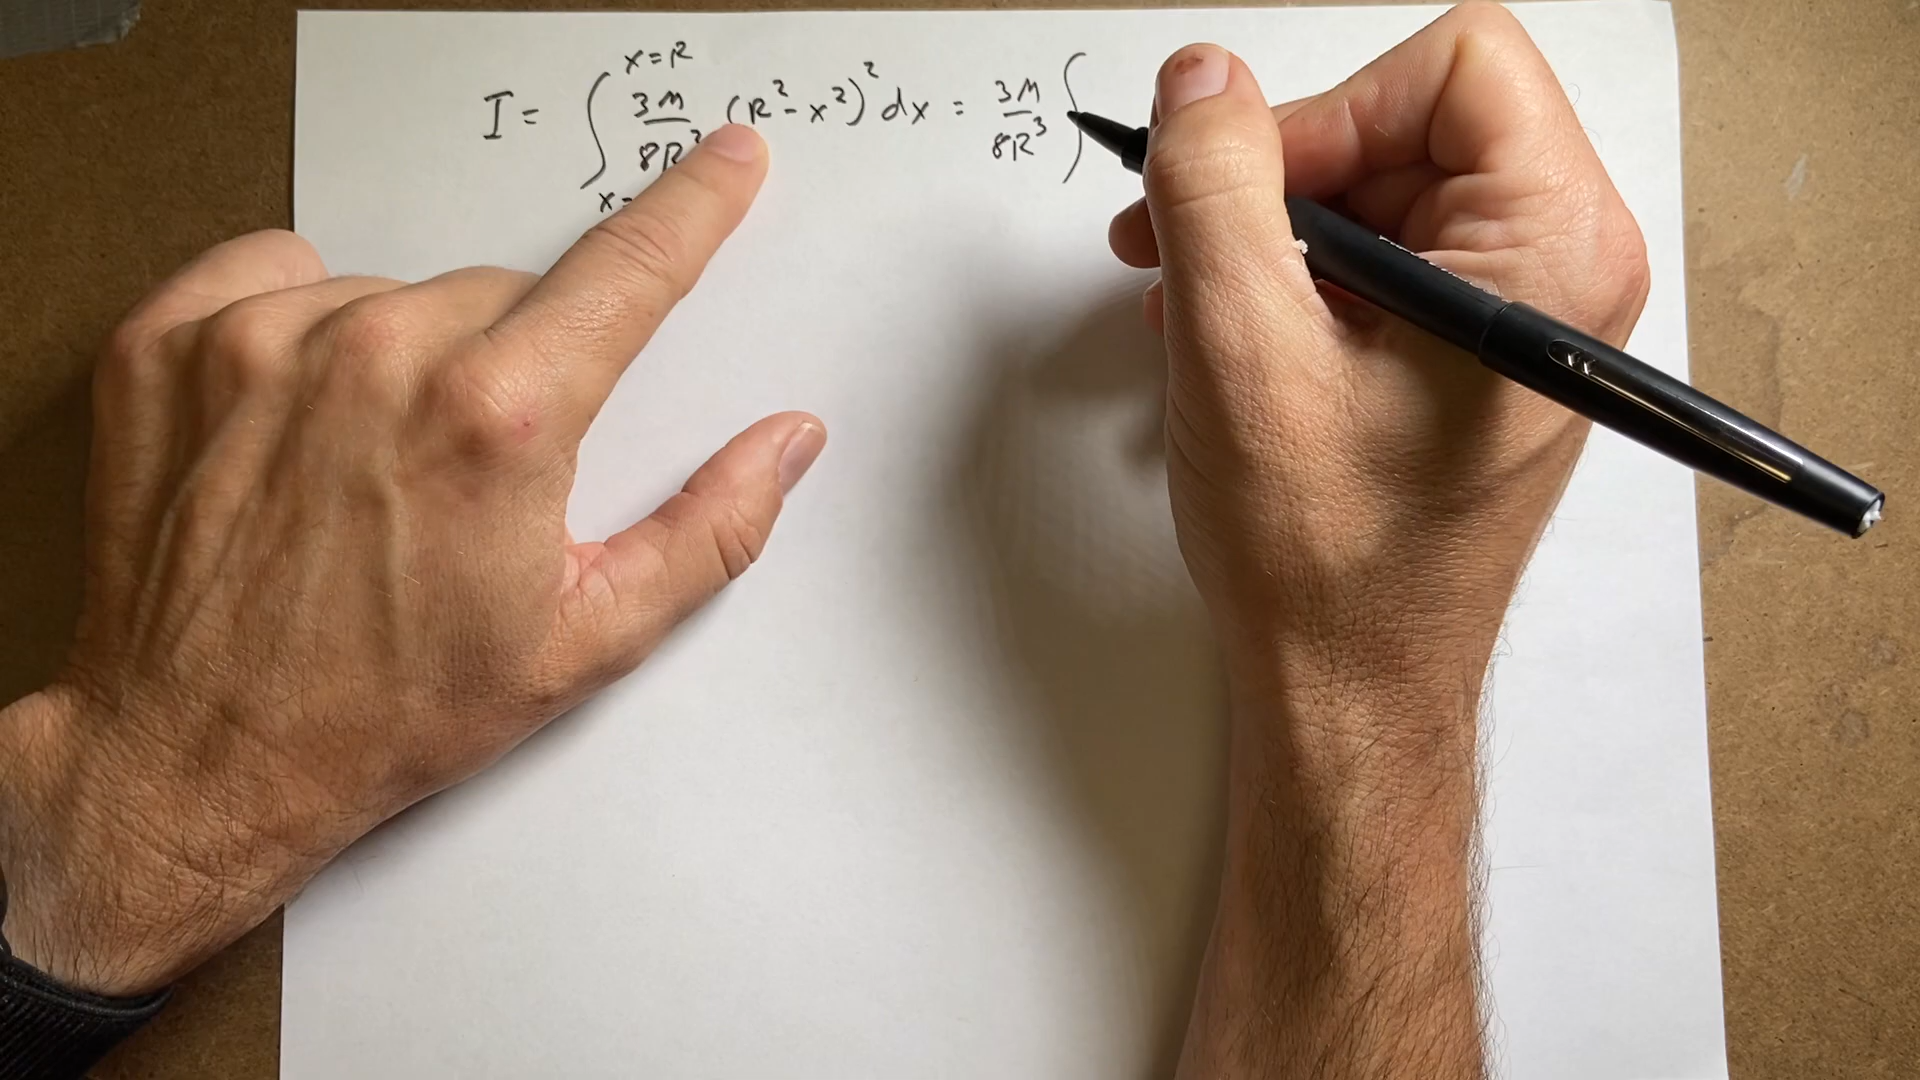 x=R
I = ∫ 3M/8R³ (R²-x²)² dx = 3M/8R³ ∫
x=